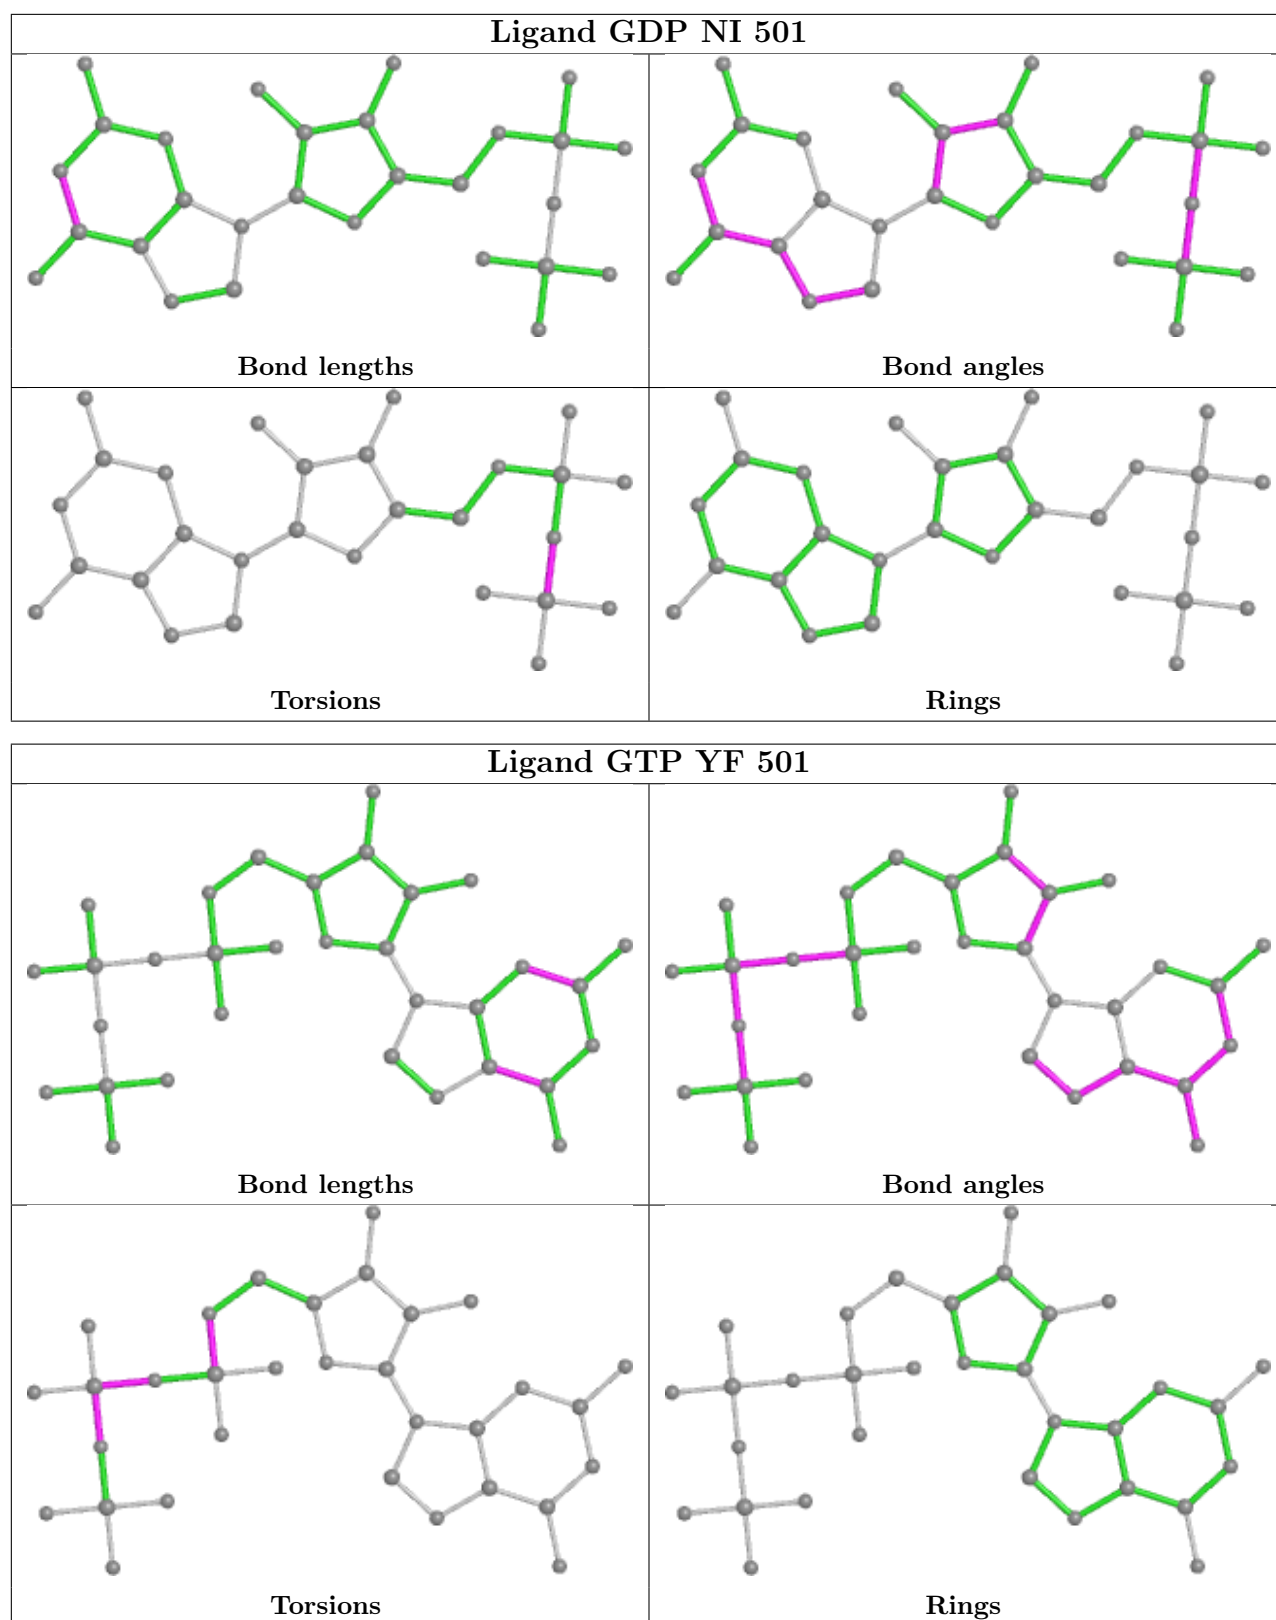 Ligand GDP NI 501
Bond lengths
Bond angles
Torsions
Rings
Ligand GTP YF 501
Bond lengths
Bond angles
Torsions
Rings